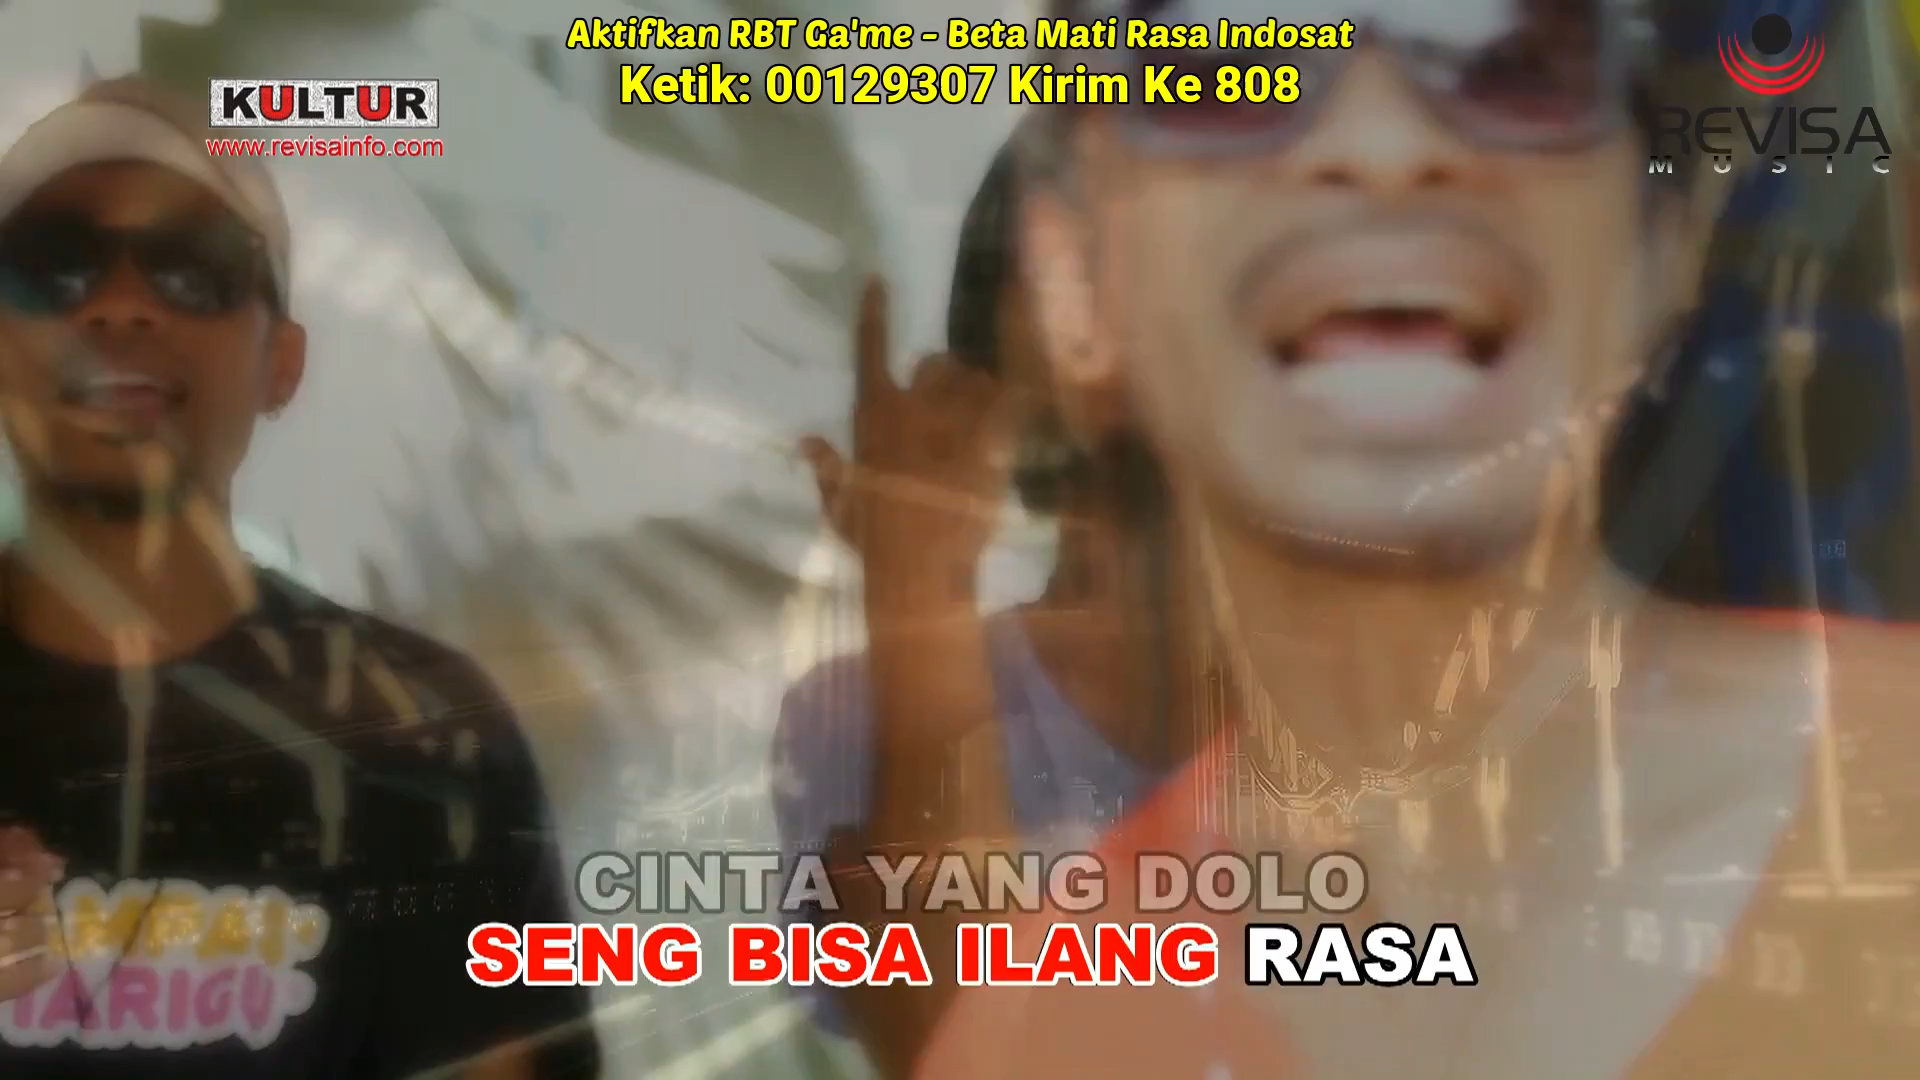 Aktifkan RBT Ga'me - Beta Mati Rasa Indosat
Ketik: 00129307 Kirim Ke 808
KULTUR
www.revisainfo.com
REVISA
MUSIC
CINTA YANG DOLO
SENG BISA ILANG RASA